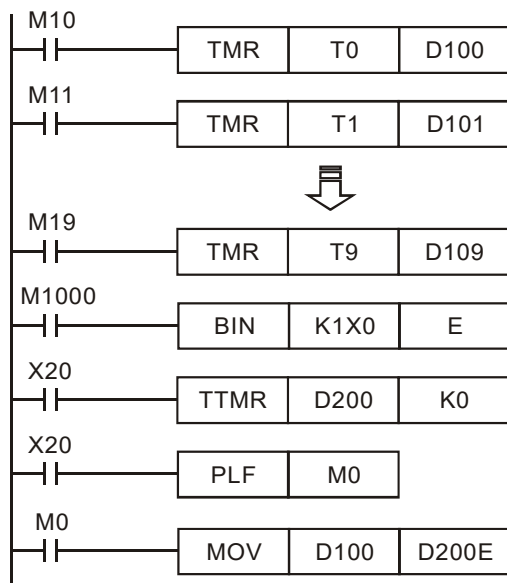 M10
TMR T0 D100
M11
TMR T1 D101
M19
TMR T9 D109
M1000
BIN K1X0 E
X20
TTMR D200 K0
X20
PLF M0
M0
MOV D100 D200E